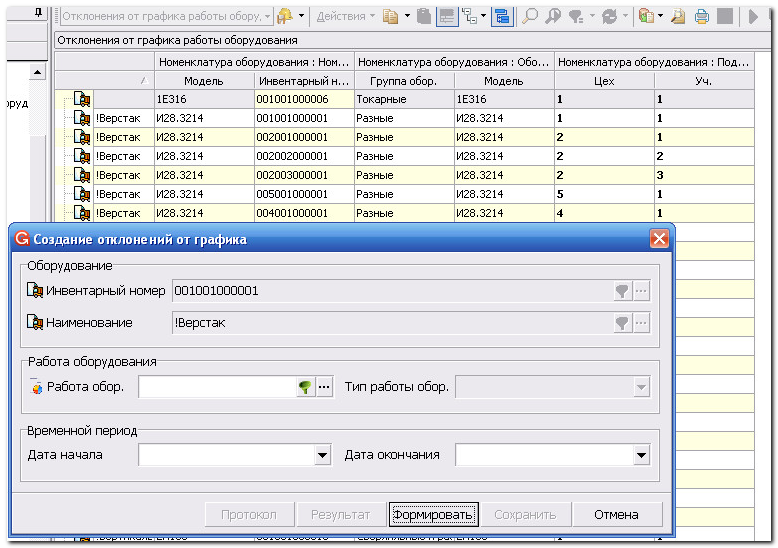 Отклонения от графика работы обору,
Действия
Отклонения от графика работы оборудования
Номенклатура оборудования : Ном... Номенклатура оборудования : Обо... Номенклатура оборудования : Под...
Модель Инвентарный н... Группа обор. Модель Цех Уч.
1Е316 001001000006 Токарные 1Е316 1 1
!Верстак И28.3214 001001000001 Разные И28.3214 1 1
!Верстак И28.3214 002001000001 Разные И28.3214 2 1
!Верстак И28.3214 002002000001 Разные И28.3214 2 2
!Верстак И28.3214 002003000001 Разные И28.3214 2 3
!Верстак И28.3214 005001000001 Разные И28.3214 5 1
!Верстак И28.3214 004001000001 Разные И28.3214 4 1
Создание отклонений от графика
Оборудование
Инвентарный номер 001001000001
Наименование !Верстак
Работа оборудования
Работа обор. Тип работы обор.
Временной период
Дата начала Дата окончания
Протокол Результат Формировать Сохранить Отмена